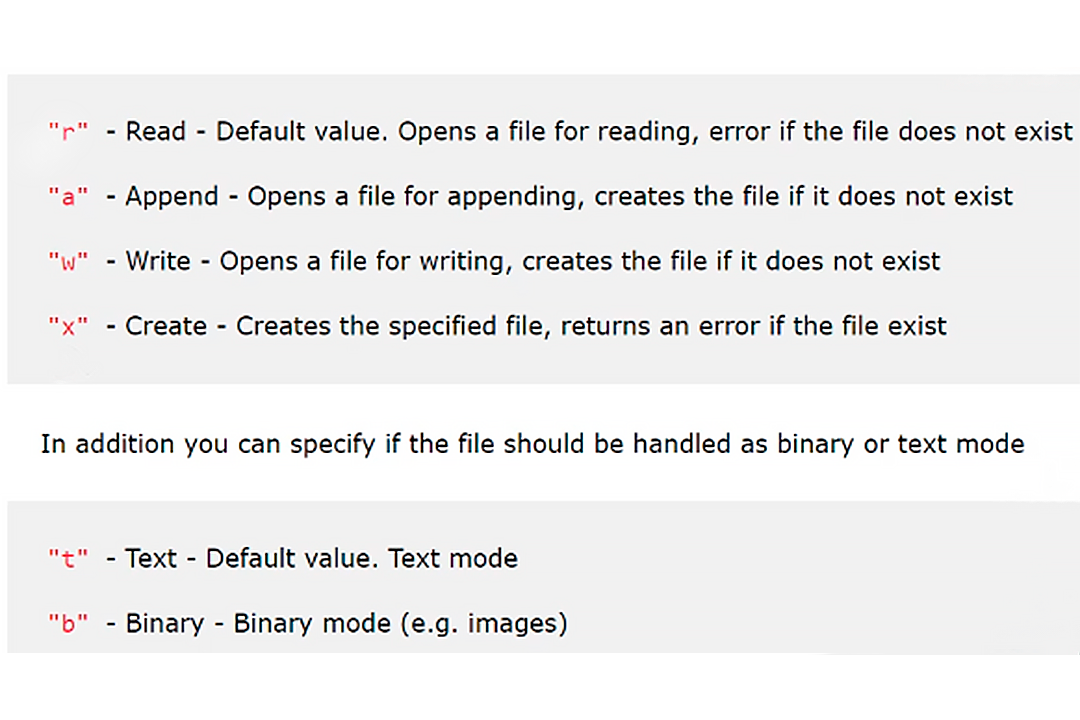 "r" - Read - Default value. Opens a file for reading, error if the file does not exist
"a" - Append - Opens a file for appending, creates the file if it does not exist
"w" - Write - Opens a file for writing, creates the file if it does not exist
"x" - Create - Creates the specified file, returns an error if the file exist
In addition you can specify if the file should be handled as binary or text mode
"t" - Text - Default value. Text mode
"b" - Binary - Binary mode (e.g. images)